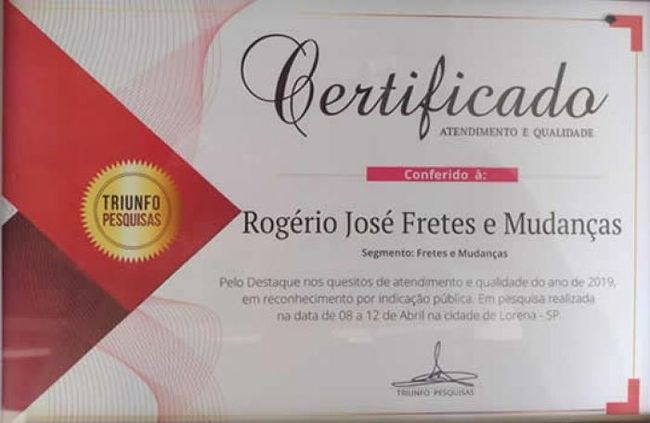 Certificado
ATENDIMENTO E QUALIDADE
Conferido à:
TRIUNFO
PESQUISAS
Rogério José Fretes e Mudanças
Segmento: Fretes e Mudanças
Pelo Destaque nos quesitos de atendimento e qualidade do ano de 2019,
em reconhecimento por indicação pública. Em pesquisa realizada
na data de 08 a 12 de Abril na cidade de Lorena - SP.
TRIUNFO PESQUISAS